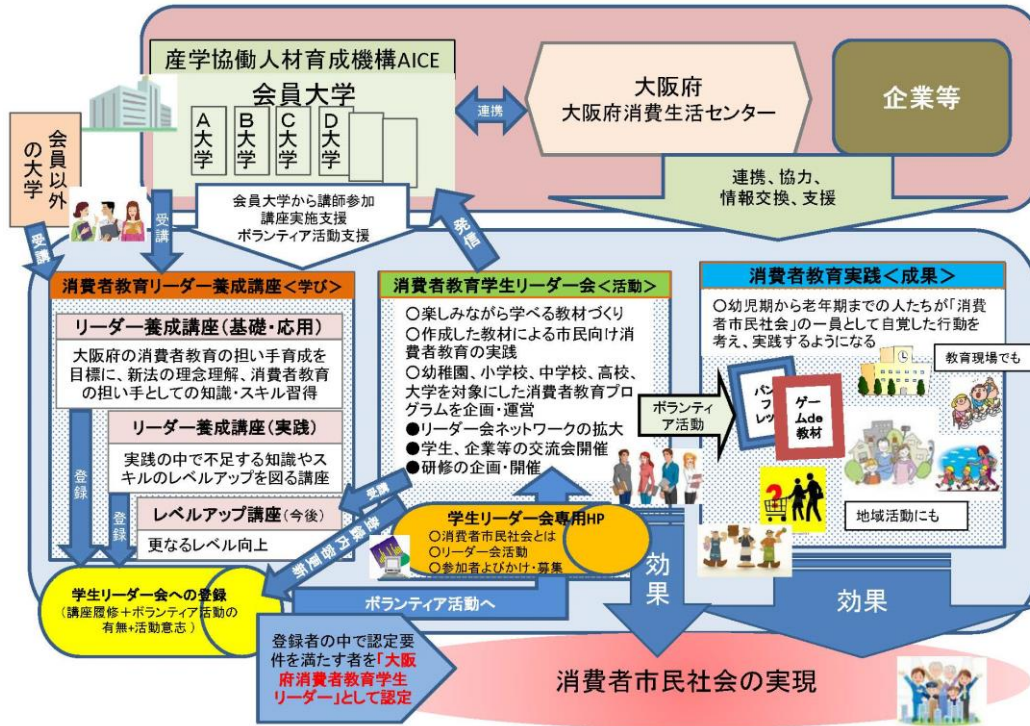 産学協働人材育成機構AICE
会員大学
A大学
B大学
C大学
D大学
連携
大阪府
大阪府消費生活センター
企業等
会員以外
の大学
受講
受講
会員大学から講師参加
講座実施支援
ボランティア活動支援
発信
連携、協力、
情報交換、支援
消費者教育リーダー養成講座<学び>
リーダー養成講座(基礎・応用)
大阪府の消費者教育の担い手育成を
目標に、新法の理念理解、消費者教育
の担い手としての知識・スキル習得
リーダー養成講座(実践)
実践の中で不足する知識やス
キルのレベルアップを図る講座
レベルアップ講座(今後)
更なるレベル向上
登録
登録
消費者教育学生リーダー会<活動>
○楽しみながら学べる教材づくり
○作成した教材による市民向け消
費者教育の実践
○幼稚園、小学校、中学校、高校、
大学を対象にした消費者教育プロ
グラムを企画・運営
●リーダー会ネットワークの拡大
●学生、企業等の交流会開催
●研修の企画・開催
ボランティ
ア活動
消費者教育実践<成果>
○幼児期から老年期までの人たちが「消費
者市民社会」の一員として自覚した行動を
考え、実践するようになる
教育現場でも
パン
フ
レッ
ゲー
ムde
教材
地域活動にも
学生リーダー会専用HP
○消費者市民社会とは
○リーダー会活動
○参加者よびかけ・募集
学生リーダー会への登録
(講座履修+ボランティア活動の
有無+活動意志)
ボランティア活動へ
登録者の中で認定要
件を満たす者を「大阪
府消費者教育学生
リーダー」として認定
効果
効果
消費者市民社会の実現